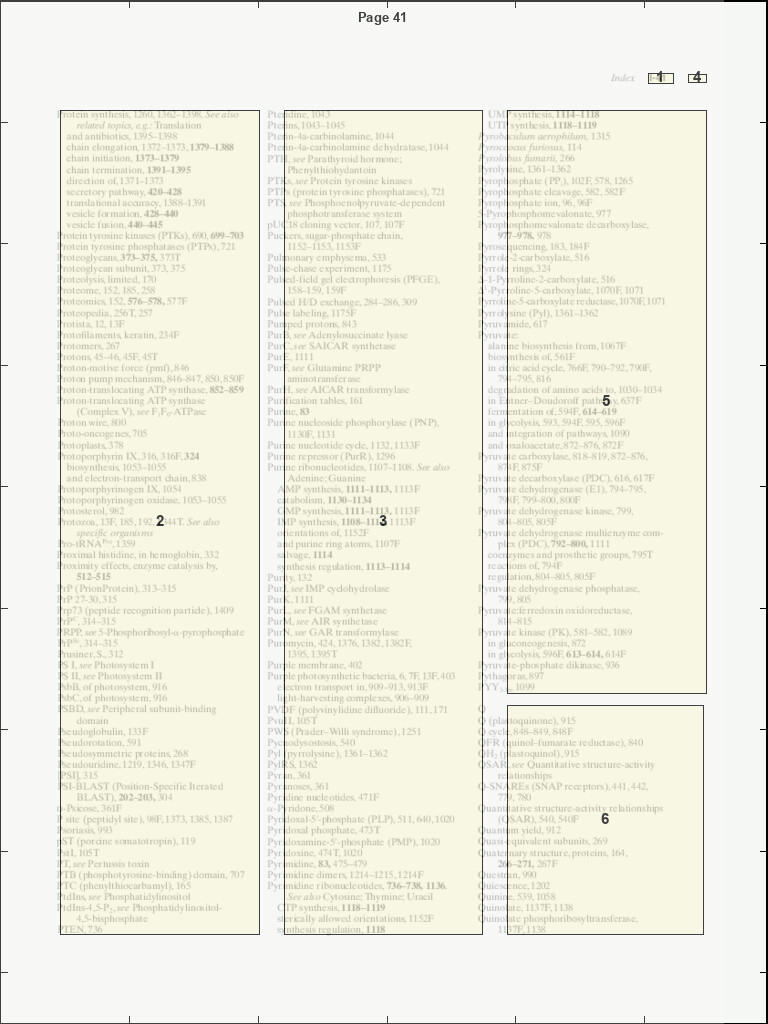 Page 41
Index
1
4
Protein synthesis, 1260, 1362–1398. See also
related topics, e.g.: Translation
and antibiotics, 1395–1398
chain elongation, 1372–1373, 1379–1388
chain initiation, 1373–1379
chain termination, 1391–1395
direction of, 1371–1373
secretory pathway, 420–428
translational accuracy, 1388–1391
vesicle formation, 428–440
vesicle fusion, 440–445
Protein tyrosine kinases (PTKs), 690, 699–703
Protein tyrosine phosphatases (PTPs), 721
Proteoglycans, 373–375, 373T
Proteoglycan subunit, 373, 375
Proteolysis, limited, 170
Proteome, 152, 185, 258
Proteomics, 152, 576–578, 577F
Proteopedia, 256T, 257
Protista, 12, 13F
Protofilaments, keratin, 234F
Protomers, 267
Protons, 45–46, 45F, 45T
Proton-motive force (pmf), 846
Proton pump mechanism, 846–847, 850, 850F
Proton-translocating ATP synthase, 852–859
Proton-translocating ATP synthase
(Complex V), see F₁F₀-ATPase
Proton wire, 800
Proto-oncogenes, 705
Protoplasts, 378
Protoporphyrin IX, 316, 316F, 324
biosynthesis, 1053–1055
and electron-transport chain, 838
Protoporphyrinogen IX, 1054
Protoporphyrinogen oxidase, 1053–1055
Protosterol, 982
Protozoa, 13F, 185, 192, 44T. See also
specific organisms
2
Pro-tRNAᴾʳᵒ, 1359
Proximal histidine, in hemoglobin, 332
Proximity effects, enzyme catalysis by,
512–515
PrP (PrionProtein), 313–315
PrP 27-30, 315
Prp73 (peptide recognition particle), 1409
PrPᶜ, 314–315
PRPP, see 5-Phosphoribosyl-α-pyrophosphate
PrPˢᶜ, 314–315
Prusiner, S., 312
PS I, see Photosystem I
PS II, see Photosystem II
PsbB, of photosystem, 916
PsbC, of photosystem, 916
PSBD, see Peripheral subunit-binding
domain
Pseudoglobulin, 133F
Pseudorotation, 591
Pseudosymmetric proteins, 268
Pseudouridine, 1219, 1346, 1347F
[PSI], 315
PSI-BLAST (Position-Specific Iterated
BLAST), 202–203, 304
D-Psicose, 361F
P site (peptidyl site), 98F, 1373, 1385, 1387
Psoriasis, 993
pST (porcine somatotropin), 119
PstI, 105T
PT, see Pertussis toxin
PTB (phosphotyrosine-binding) domain, 707
PTC (phenylthiocarbamyl), 165
PtdIns, see Phosphatidylinositol
PtdIns-4,5-P₂, see Phosphatidylinositol-
4,5-bisphosphate
PTEN, 736
Pteridine, 1043
Pterins, 1043–1045
Pterin-4a-carbinolamine, 1044
Pterin-4a-carbinolamine dehydratase, 1044
PTH, see Parathyroid hormone;
Phenylthiohydantoin
PTKs, see Protein tyrosine kinases
PTPs (protein tyrosine phosphatases), 721
PTS, see Phosphoenolpyruvate-dependent
phosphotransferase system
pUC18 cloning vector, 107, 107F
Puckers, sugar-phosphate chain,
1152–1153, 1153F
Pulmonary emphysema, 533
Pulse-chase experiment, 1175
Pulsed-field gel electrophoresis (PFGE),
158–159, 159F
Pulsed H/D exchange, 284–286, 309
Pulse labeling, 1175F
Pumped protons, 843
PurB, see Adenylosuccinate lyase
PurC, see SAICAR synthetase
PurE, 1111
PurF, see Glutamine PRPP
aminotransferase
PurH, see AICAR transformylase
Purification tables, 161
Purine, 83
Purine nucleoside phosphorylase (PNP),
1130F, 1131
Purine nucleotide cycle, 1132, 1133F
Purine repressor (PurR), 1296
Purine ribonucleotides, 1107–1108. See also
Adenine; Guanine
AMP synthesis, 1111–1113, 1113F
catabolism, 1130–1134
GMP synthesis, 1111–1113, 1113F
IMP synthesis, 1108–111 1113F
3
orientations of, 1152F
and purine ring atoms, 1107F
salvage, 1114
synthesis regulation, 1113–1114
Purity, 132
PurJ, see IMP cyclohydrolase
PurK, 1111
PurL, see FGAM synthetase
PurM, see AIR synthetase
PurN, see GAR transformylase
Puromycin, 424, 1376, 1382, 1382F,
1395, 1395T
Purple membrane, 402
Purple photosynthetic bacteria, 6, 7F, 13F, 403
electron transport in, 909–913, 913F
light-harvesting complexes, 906–909
PVDF (polyvinylidine difluoride), 111, 171
PvuII, 105T
PWS (Prader–Willi syndrome), 1251
Pycnodysostosis, 540
Pyl (pyrrolysine), 1361–1362
PylRS, 1362
Pyran, 361
Pyranoses, 361
Pyridine nucleotides, 471F
α-Pyridone, 508
Pyridoxal-5′-phosphate (PLP), 511, 640, 1020
Pyridoxal phosphate, 473T
Pyridoxamine-5′-phosphate (PMP), 1020
Pyridoxine, 474T, 1020
Pyrimidine, 83, 475–479
Pyrimidine dimers, 1214–1215, 1214F
Pyrimidine ribonucleotides, 736–738, 1136.
See also Cytosine; Thymine; Uracil
CTP synthesis, 1118–1119
sterically allowed orientations, 1152F
synthesis regulation, 1118
UMP synthesis, 1114–1118
UTP synthesis, 1118–1119
Pyrobaculum aerophilum, 1315
Pyrococcus furiosus, 114
Pyrolobus fumarii, 266
Pyrolysine, 1361–1362
Pyrophosphate (PPᵢ), 102F, 578, 1265
Pyrophosphate cleavage, 582, 582F
Pyrophosphate ion, 96, 96F
5-Pyrophosphomevalonate, 977
Pyrophosphomevalonate decarboxylase,
977–978, 978
Pyrosequencing, 183, 184F
Pyrrole-2-carboxylate, 516
Pyrrole rings, 324
Δ-1-Pyrroline-2-carboxylate, 516
Δ¹-Pyrroline-5-carboxylate, 1070F, 1071
Pyrroline-5-carboxylate reductase, 1070F, 1071
Pyrrolysine (Pyl), 1361–1362
Pyruvamide, 617
Pyruvate:
alanine biosynthesis from, 1067F
biosynthesis of, 561F
in citric acid cycle, 766F, 790–792, 790F,
794–795, 816
degradation of amino acids to, 1030–1034
in Entner–Doudoroff pathway, 637F
5
fermentation of, 594F, 614–619
in glycolysis, 593, 594F, 595, 596F
and integration of pathways, 1090
and oxaloacetate, 872–876, 872F
Pyruvate carboxylase, 818–819, 872–876,
874F, 875F
Pyruvate decarboxylase (PDC), 616, 617F
Pyruvate dehydrogenase (E1), 794–795,
798F, 799–800, 800F
Pyruvate dehydrogenase kinase, 799,
804–805, 805F
Pyruvate dehydrogenase multienzyme com-
plex (PDC), 792–800, 1111
coenzymes and prosthetic groups, 795T
reactions of, 794F
regulation, 804–805, 805F
Pyruvate dehydrogenase phosphatase,
799, 805
Pyruvate:ferredoxin oxidoreductase,
814–815
Pyruvate kinase (PK), 581–582, 1089
in gluconeogenesis, 872
in glycolysis, 596F, 613–614, 614F
Pyruvate-phosphate dikinase, 936
Pythagoras, 897
PYY₃₋₃₆, 1099
Q
Q (plastoquinone), 915
Q cycle, 848–849, 848F
QFR (quinol–fumarate reductase), 840
QH₂ (plastoquinol), 915
QSAR, see Quantitative structure-activity
relationships
Q-SNAREs (SNAP receptors), 441, 442,
779, 780
Quantitative structure-activity relationships
(QSAR), 540, 540F
6
Quantum yield, 912
Quasi-equivalent subunits, 269
Quaternary structure, proteins, 164,
266–271, 267F
Questran, 990
Quiescence, 1202
Quinine, 539, 1058
Quinolate, 1137F, 1138
Quinolate phosphoribosyltransferase,
1137F, 1138